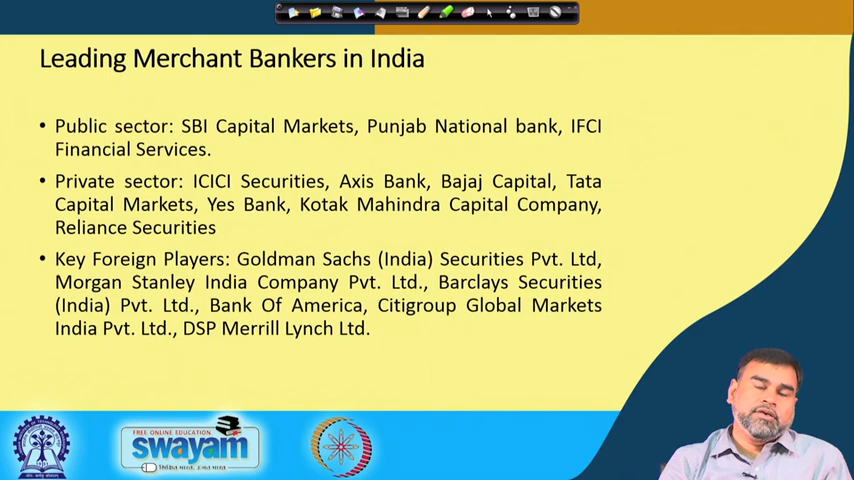 Leading Merchant Bankers in India
• Public sector: SBI Capital Markets, Punjab National bank, IFCI
Financial Services.
• Private sector: ICICI Securities, Axis Bank, Bajaj Capital, Tata
Capital Markets, Yes Bank, Kotak Mahindra Capital Company,
Reliance Securities
• Key Foreign Players: Goldman Sachs (India) Securities Pvt. Ltd,
Morgan Stanley India Company Pvt. Ltd., Barclays Securities
(India) Pvt. Ltd., Bank Of America, Citigroup Global Markets
India Pvt. Ltd., DSP Merrill Lynch Ltd.
FREE ONLINE EDUCATION
swayam